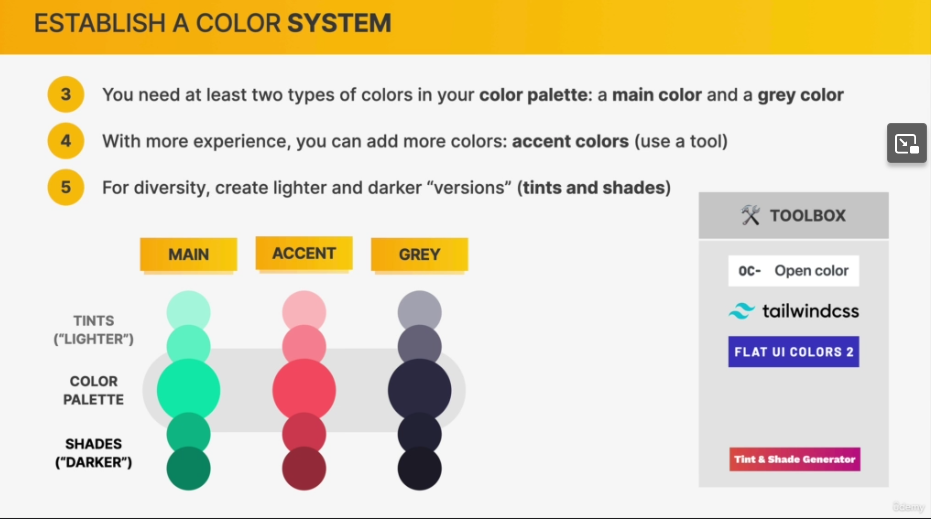 ESTABLISH A COLOR SYSTEM
3 You need at least two types of colors in your color palette: a main color and a grey color
4 With more experience, you can add more colors: accent colors (use a tool)
5 For diversity, create lighter and darker “versions” (tints and shades)
MAIN
ACCENT
GREY
TINTS
(“LIGHTER”)
COLOR
PALETTE
SHADES
(“DARKER”)
TOOLBOX
OC- Open color
tailwindcss
FLAT UI COLORS 2
Tint & Shade Generator
Udemy